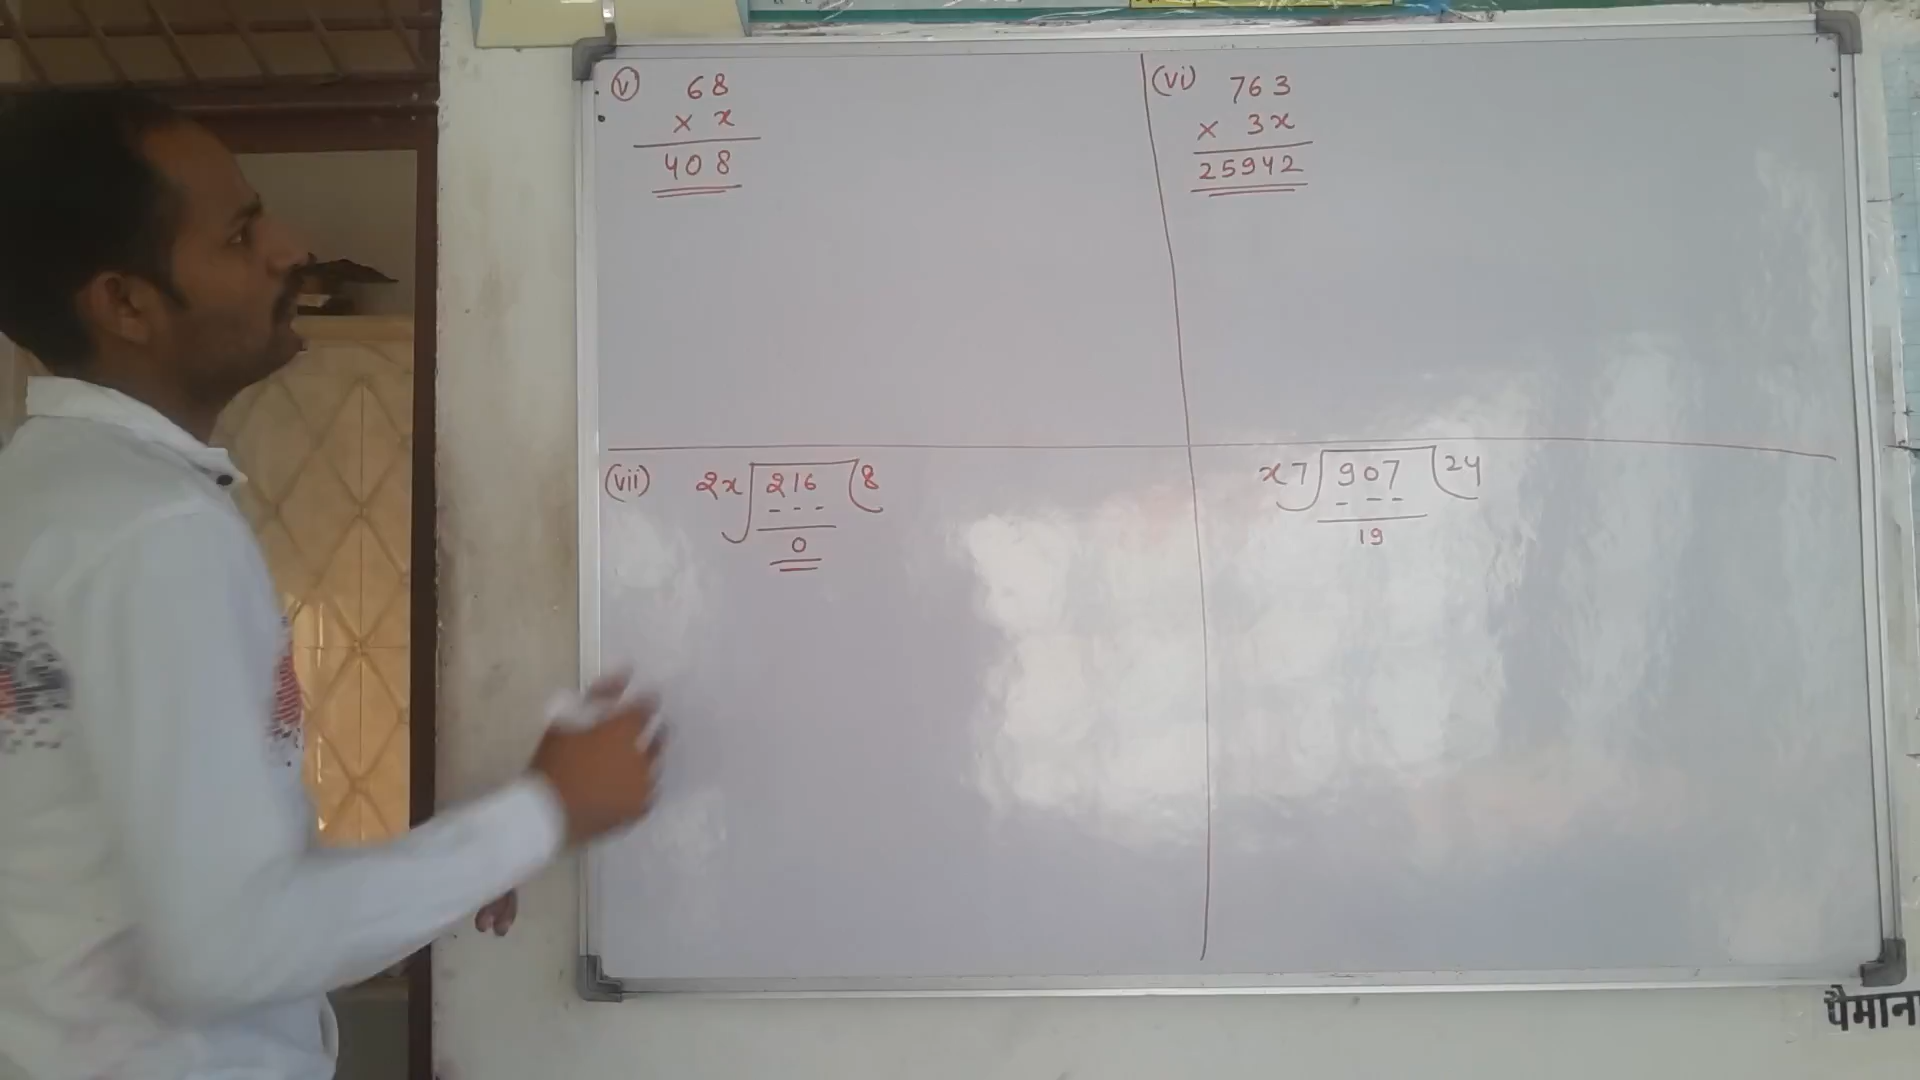 (v) 68
× x
408
(vi) 763
× 3x
25942
(vii) 2x 216 8
- - -
0
x7 907 24
- - -
19
पैमाना